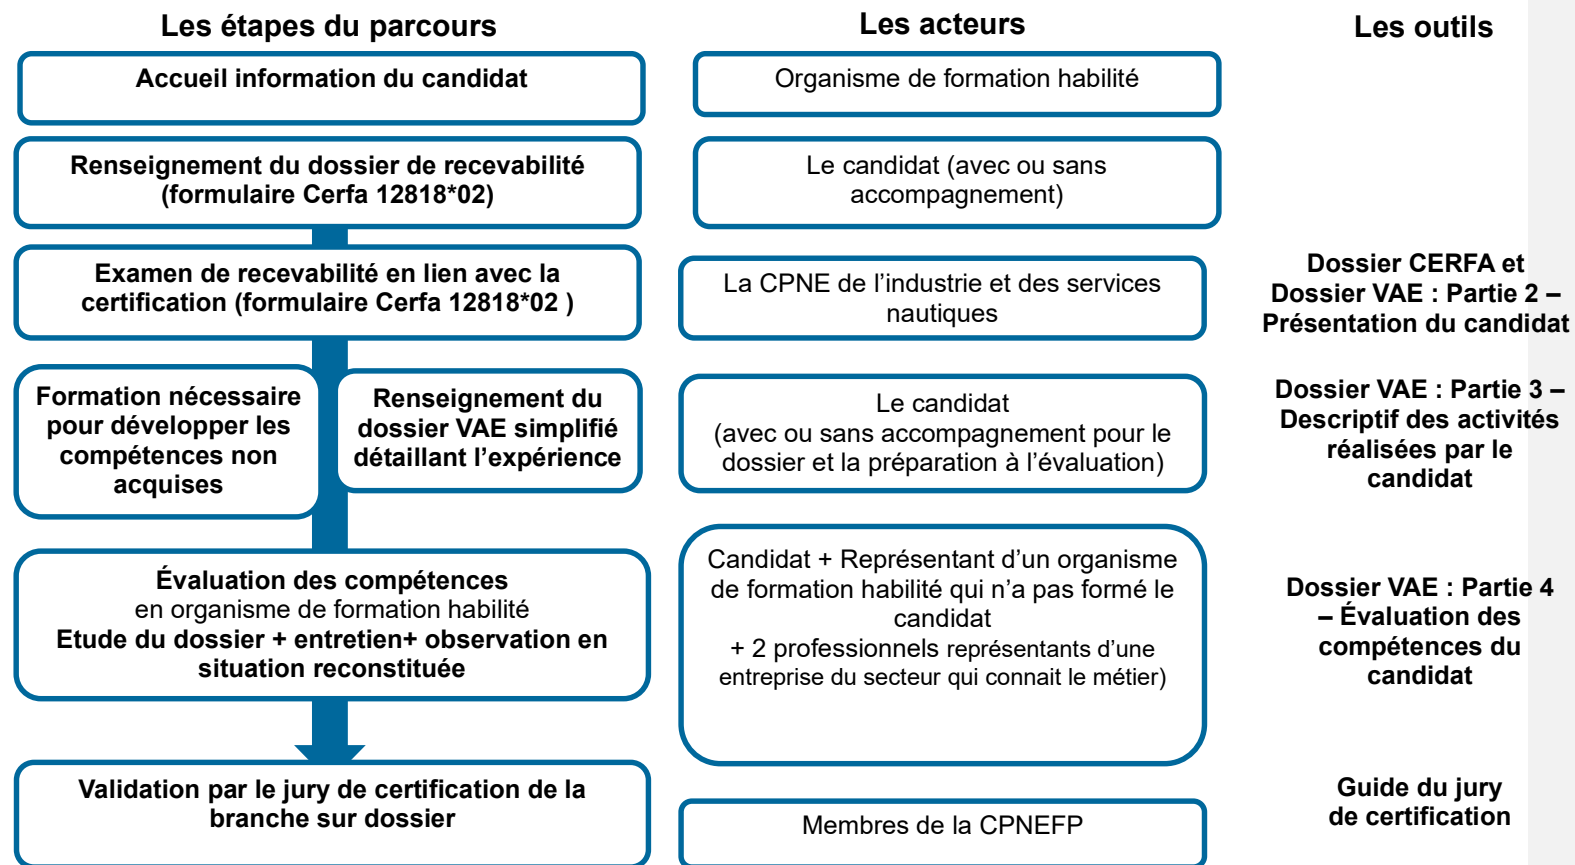 Les étapes du parcours
Les acteurs
Les outils
Accueil information du candidat
Organisme de formation habilité
Renseignement du dossier de recevabilité
(formulaire Cerfa 12818*02)
Le candidat (avec ou sans
accompagnement)
Examen de recevabilité en lien avec la
certification (formulaire Cerfa 12818*02 )
La CPNE de l’industrie et des services
nautiques
Dossier CERFA et
Dossier VAE : Partie 2 –
Présentation du candidat
Formation nécessaire
pour développer les
compétences non
acquises
Renseignement du
dossier VAE simplifié
détaillant l’expérience
Le candidat
(avec ou sans accompagnement pour le
dossier et la préparation à l’évaluation)
Dossier VAE : Partie 3 –
Descriptif des activités
réalisées par le
candidat
Évaluation des compétences
en organisme de formation habilité
Etude du dossier + entretien+ observation en
situation reconstituée
Candidat + Représentant d’un organisme
de formation habilité qui n’a pas formé le
candidat
+ 2 professionnels représentants d’une
entreprise du secteur qui connait le métier)
Dossier VAE : Partie 4
– Évaluation des
compétences du
candidat
Validation par le jury de certification de la
branche sur dossier
Membres de la CPNEFP
Guide du jury
de certification